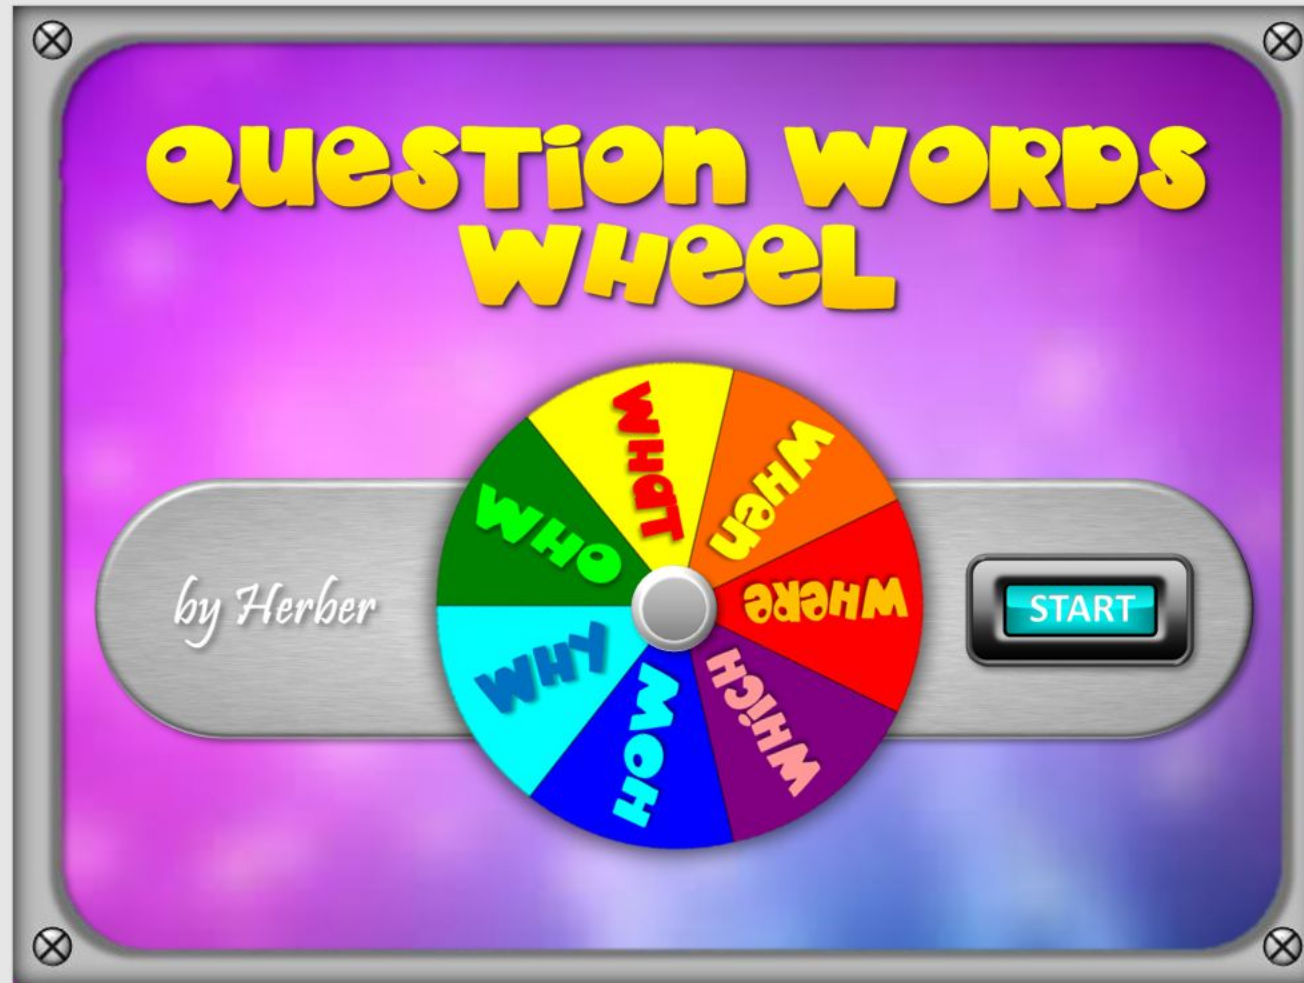 QUESTION WORDS
WHEEL
WHAT
WHEN
WHO
WHERE
by Herber
START
WHY
WHICH
HOW